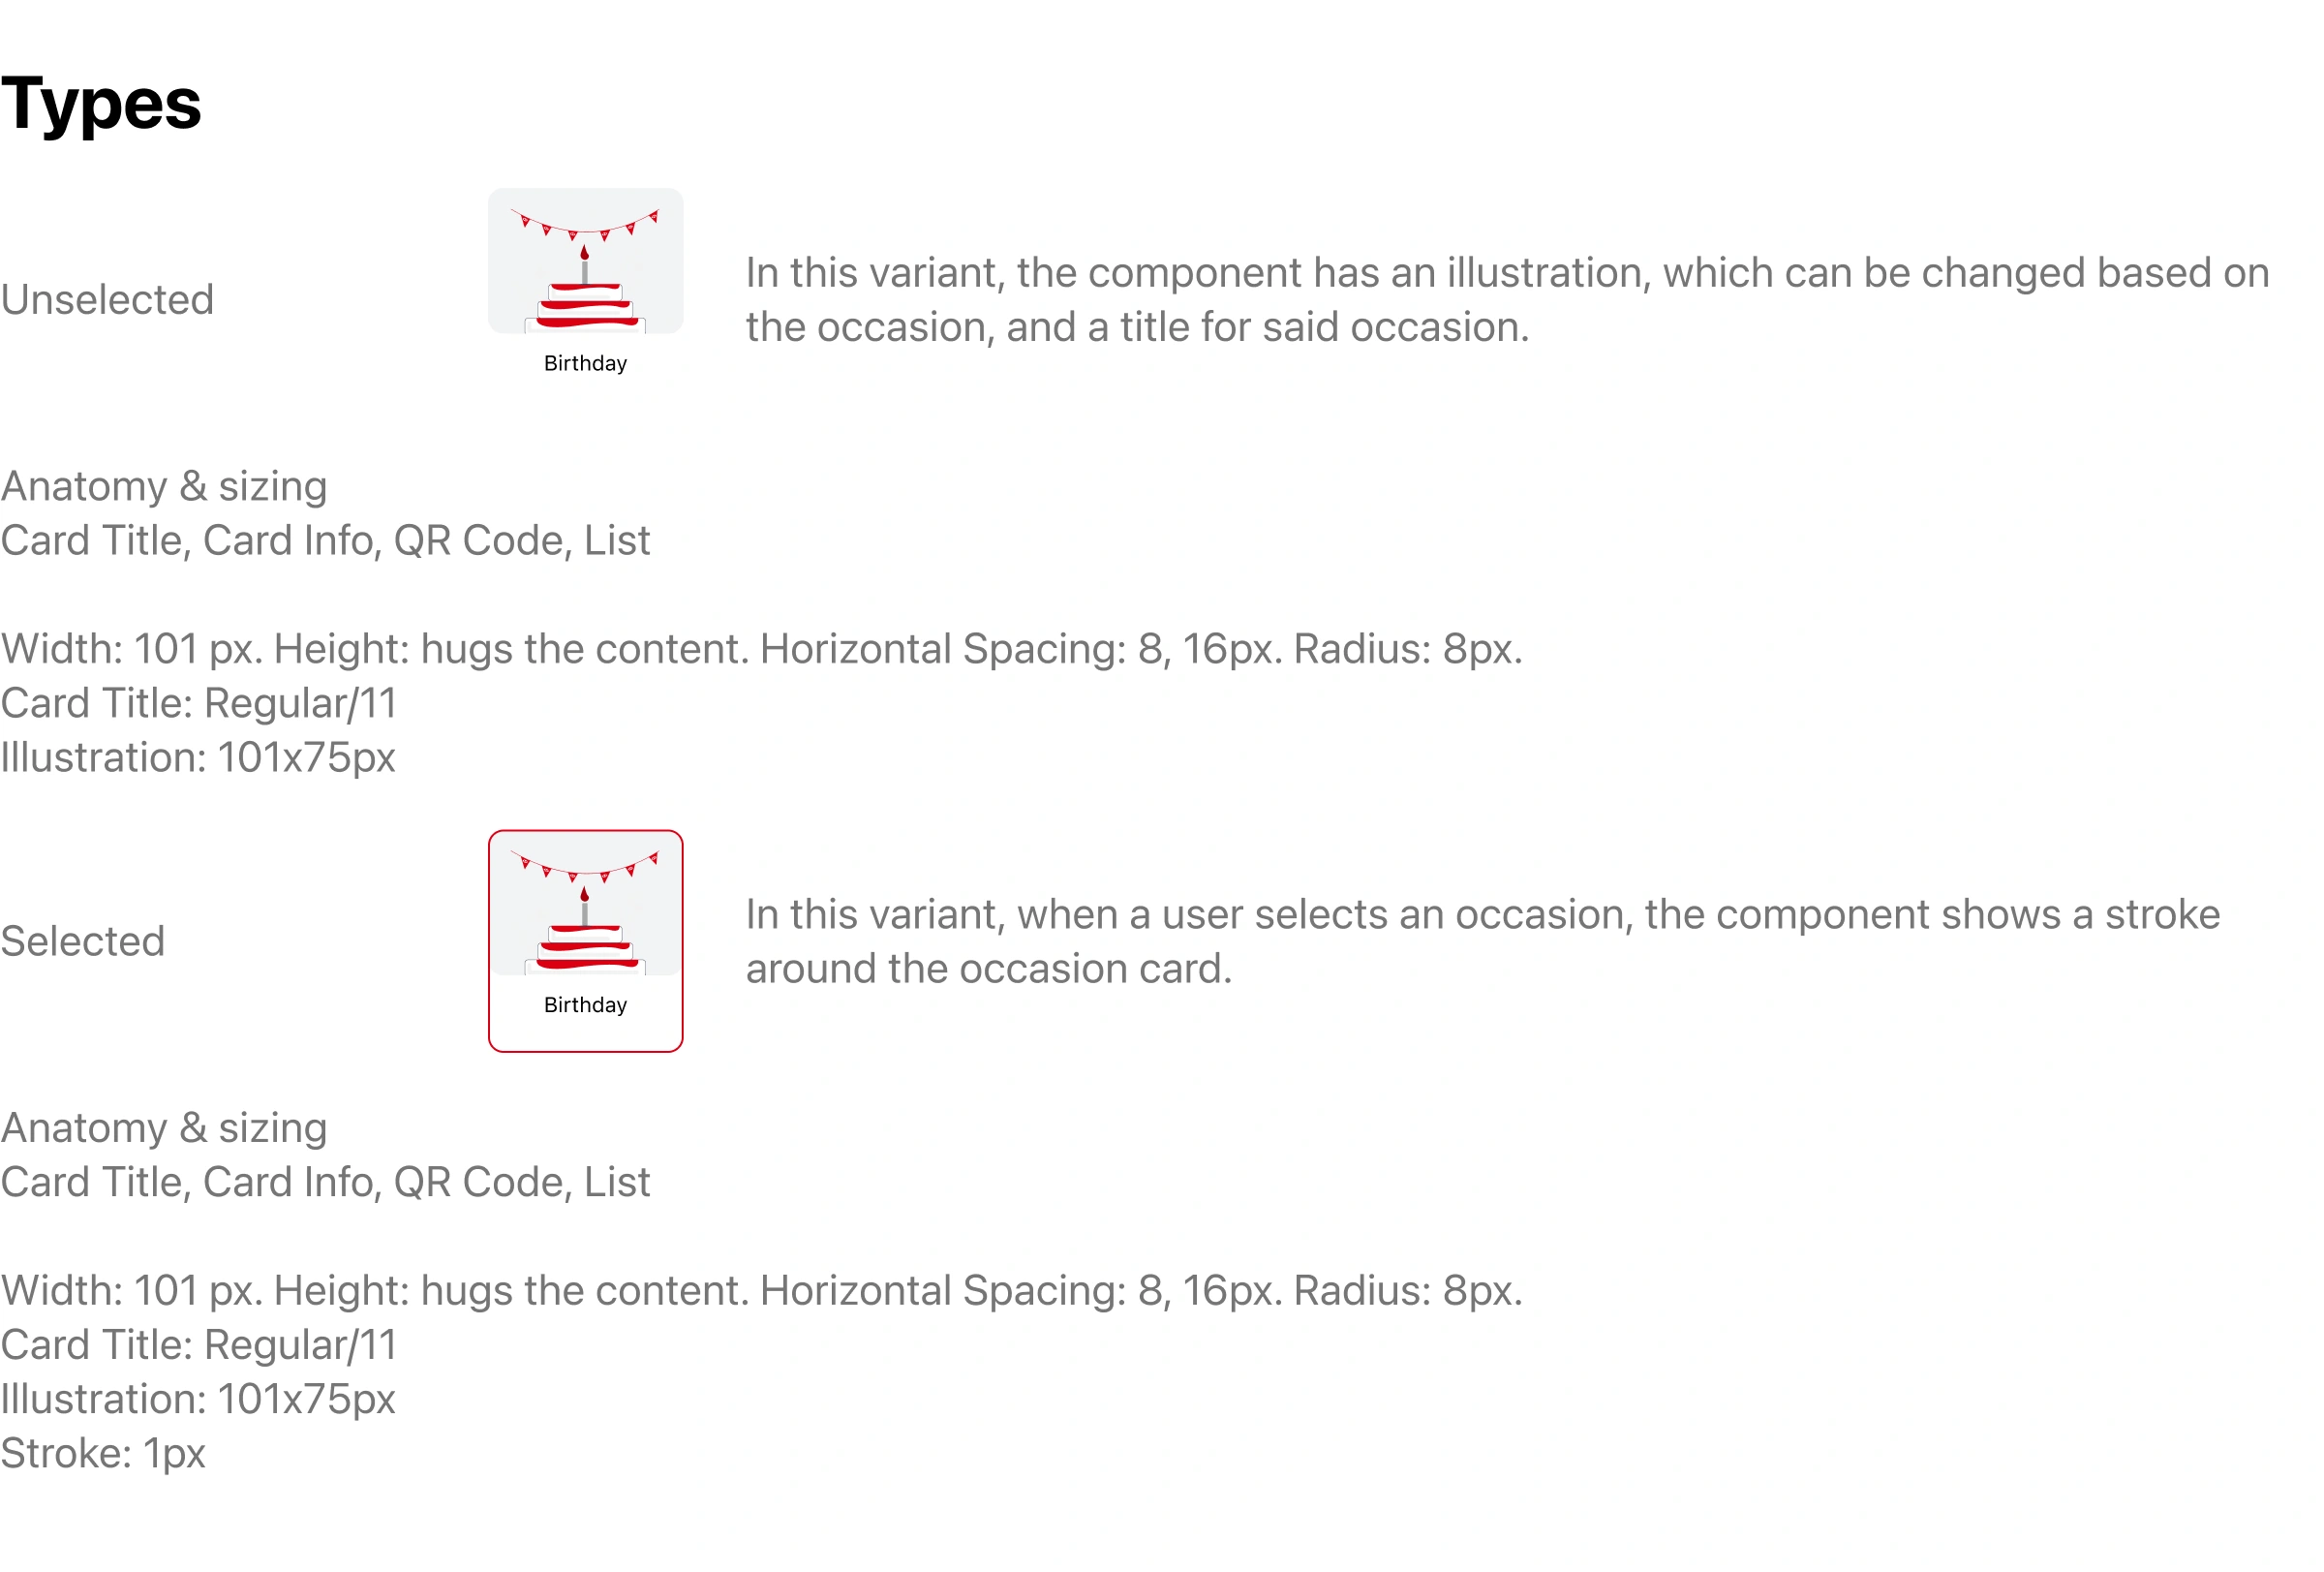 Types
Unselected
Birthday
In this variant, the component has an illustration, which can be changed based on
the occasion, and a title for said occasion.
Anatomy & sizing
Card Title, Card Info, QR Code, List
Width: 101 px. Height: hugs the content. Horizontal Spacing: 8, 16px. Radius: 8px.
Card Title: Regular/11
Illustration: 101x75px
Selected
Birthday
In this variant, when a user selects an occasion, the component shows a stroke
around the occasion card.
Anatomy & sizing
Card Title, Card Info, QR Code, List
Width: 101 px. Height: hugs the content. Horizontal Spacing: 8, 16px. Radius: 8px.
Card Title: Regular/11
Illustration: 101x75px
Stroke: 1px